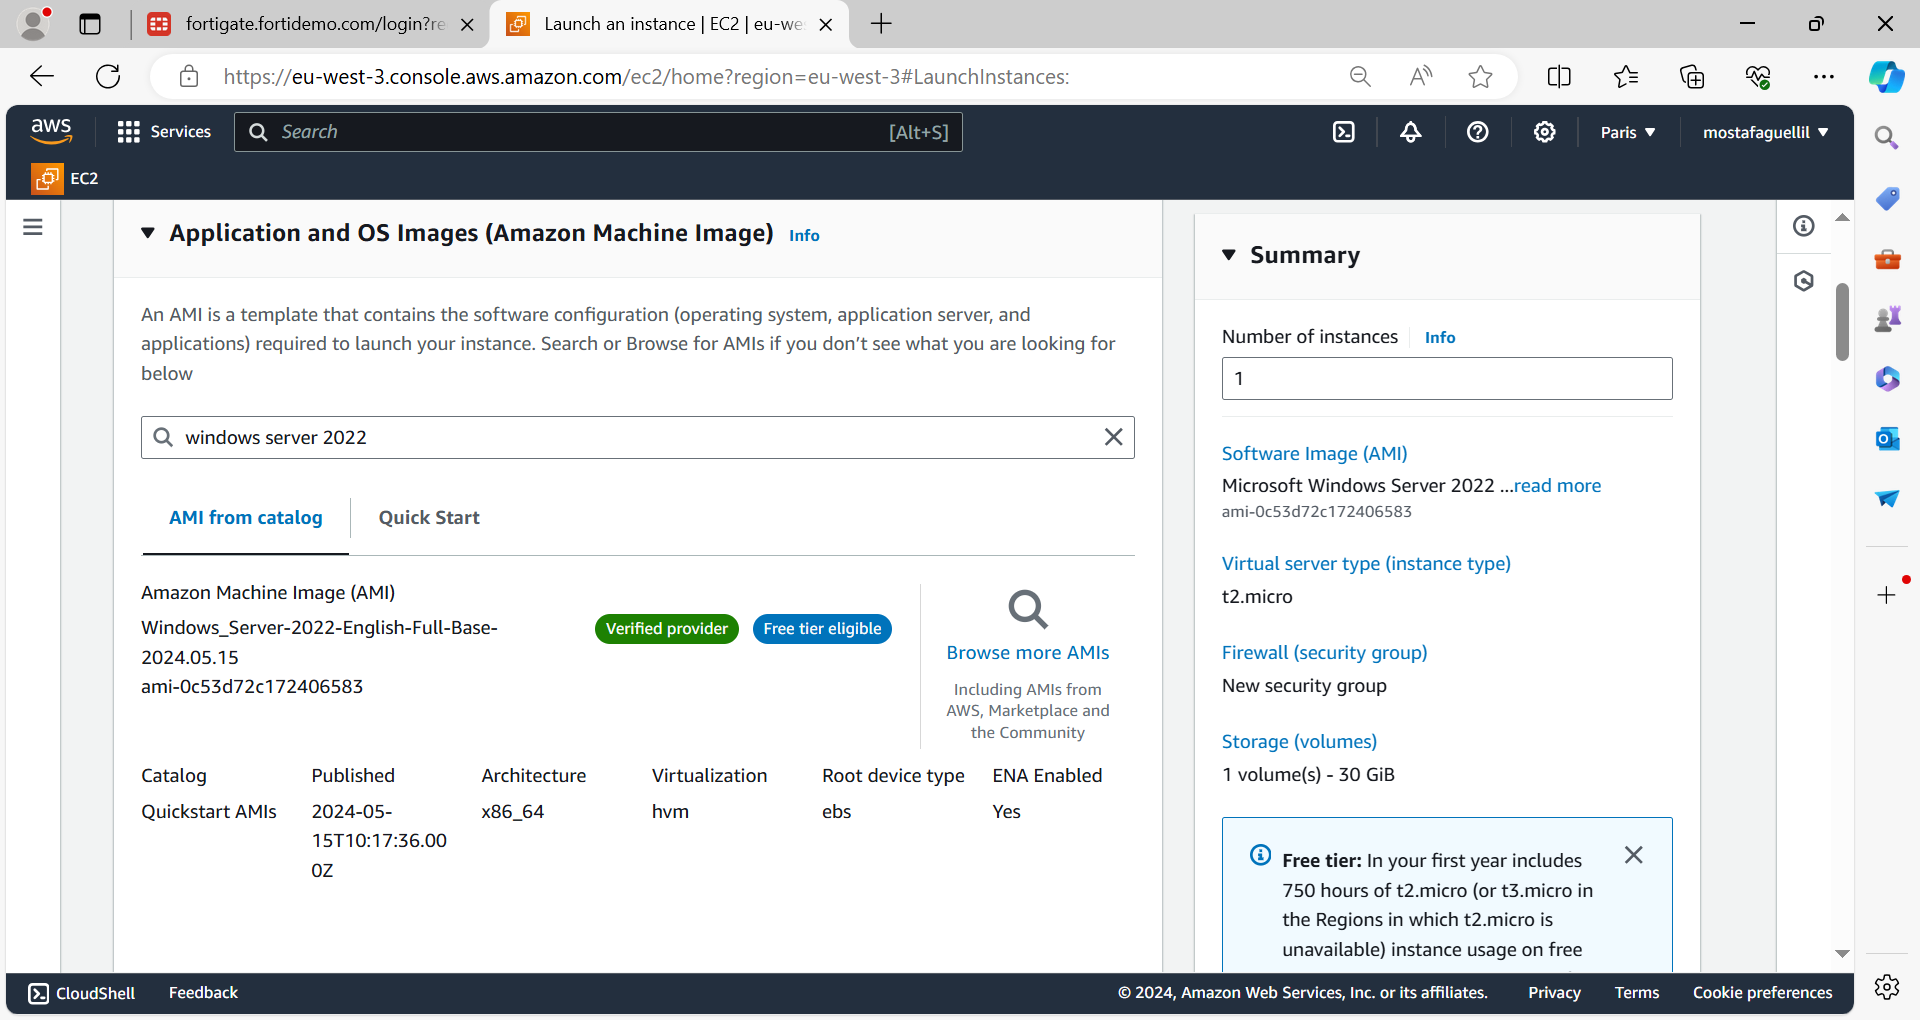 fortigate.fortidemo.com/login?re
Launch an instance | EC2 | eu-we
https://eu-west-3.console.aws.amazon.com/ec2/home?region=eu-west-3#LaunchInstances:
aws
Services
Search
[Alt+S]
Paris
mostafaguellil
EC2
Application and OS Images (Amazon Machine Image) Info
An AMI is a template that contains the software configuration (operating system, application server, and
applications) required to launch your instance. Search or Browse for AMIs if you don’t see what you are looking for
below
windows server 2022
AMI from catalog
Quick Start
Amazon Machine Image (AMI)
Windows_Server-2022-English-Full-Base-
2024.05.15
ami-0c53d72c172406583
Verified provider
Free tier eligible
Browse more AMIs
Including AMIs from
AWS, Marketplace and
the Community
Catalog
Quickstart AMIs
Published
2024-05-
15T10:17:36.00
0Z
Architecture
x86_64
Virtualization
hvm
Root device type
ebs
ENA Enabled
Yes
Summary
Number of instances
Info
1
Software Image (AMI)
Microsoft Windows Server 2022 ...read more
ami-0c53d72c172406583
Virtual server type (instance type)
t2.micro
Firewall (security group)
New security group
Storage (volumes)
1 volume(s) - 30 GiB
Free tier: In your first year includes
750 hours of t2.micro (or t3.micro in
the Regions in which t2.micro is
unavailable) instance usage on free
CloudShell
Feedback
© 2024, Amazon Web Services, Inc. or its affiliates.
Privacy
Terms
Cookie preferences